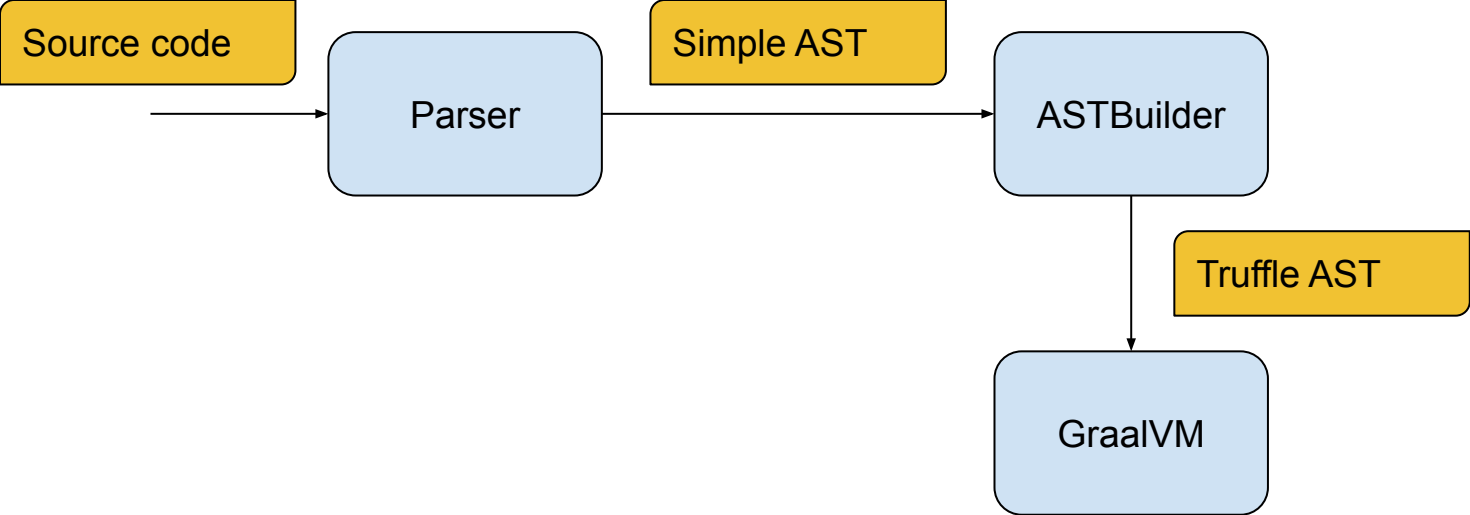 Source code
Simple AST
Parser
ASTBuilder
Truffle AST
GraalVM